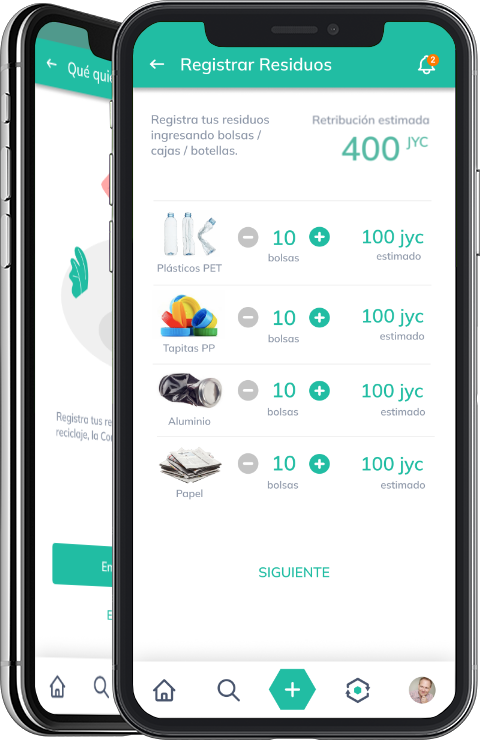 Qué quie
Registrar Residuos
2
Registra tus residuos
ingresando bolsas /
cajas / botellas.
Retribución estimada
400 JYC
Plásticos PET
10
bolsas
100 jyc
estimado
Tapitas PP
10
bolsas
100 jyc
estimado
Aluminio
10
bolsas
100 jyc
estimado
Papel
10
bolsas
100 jyc
estimado
SIGUIENTE
Registra tus re
reciclaje, la Co